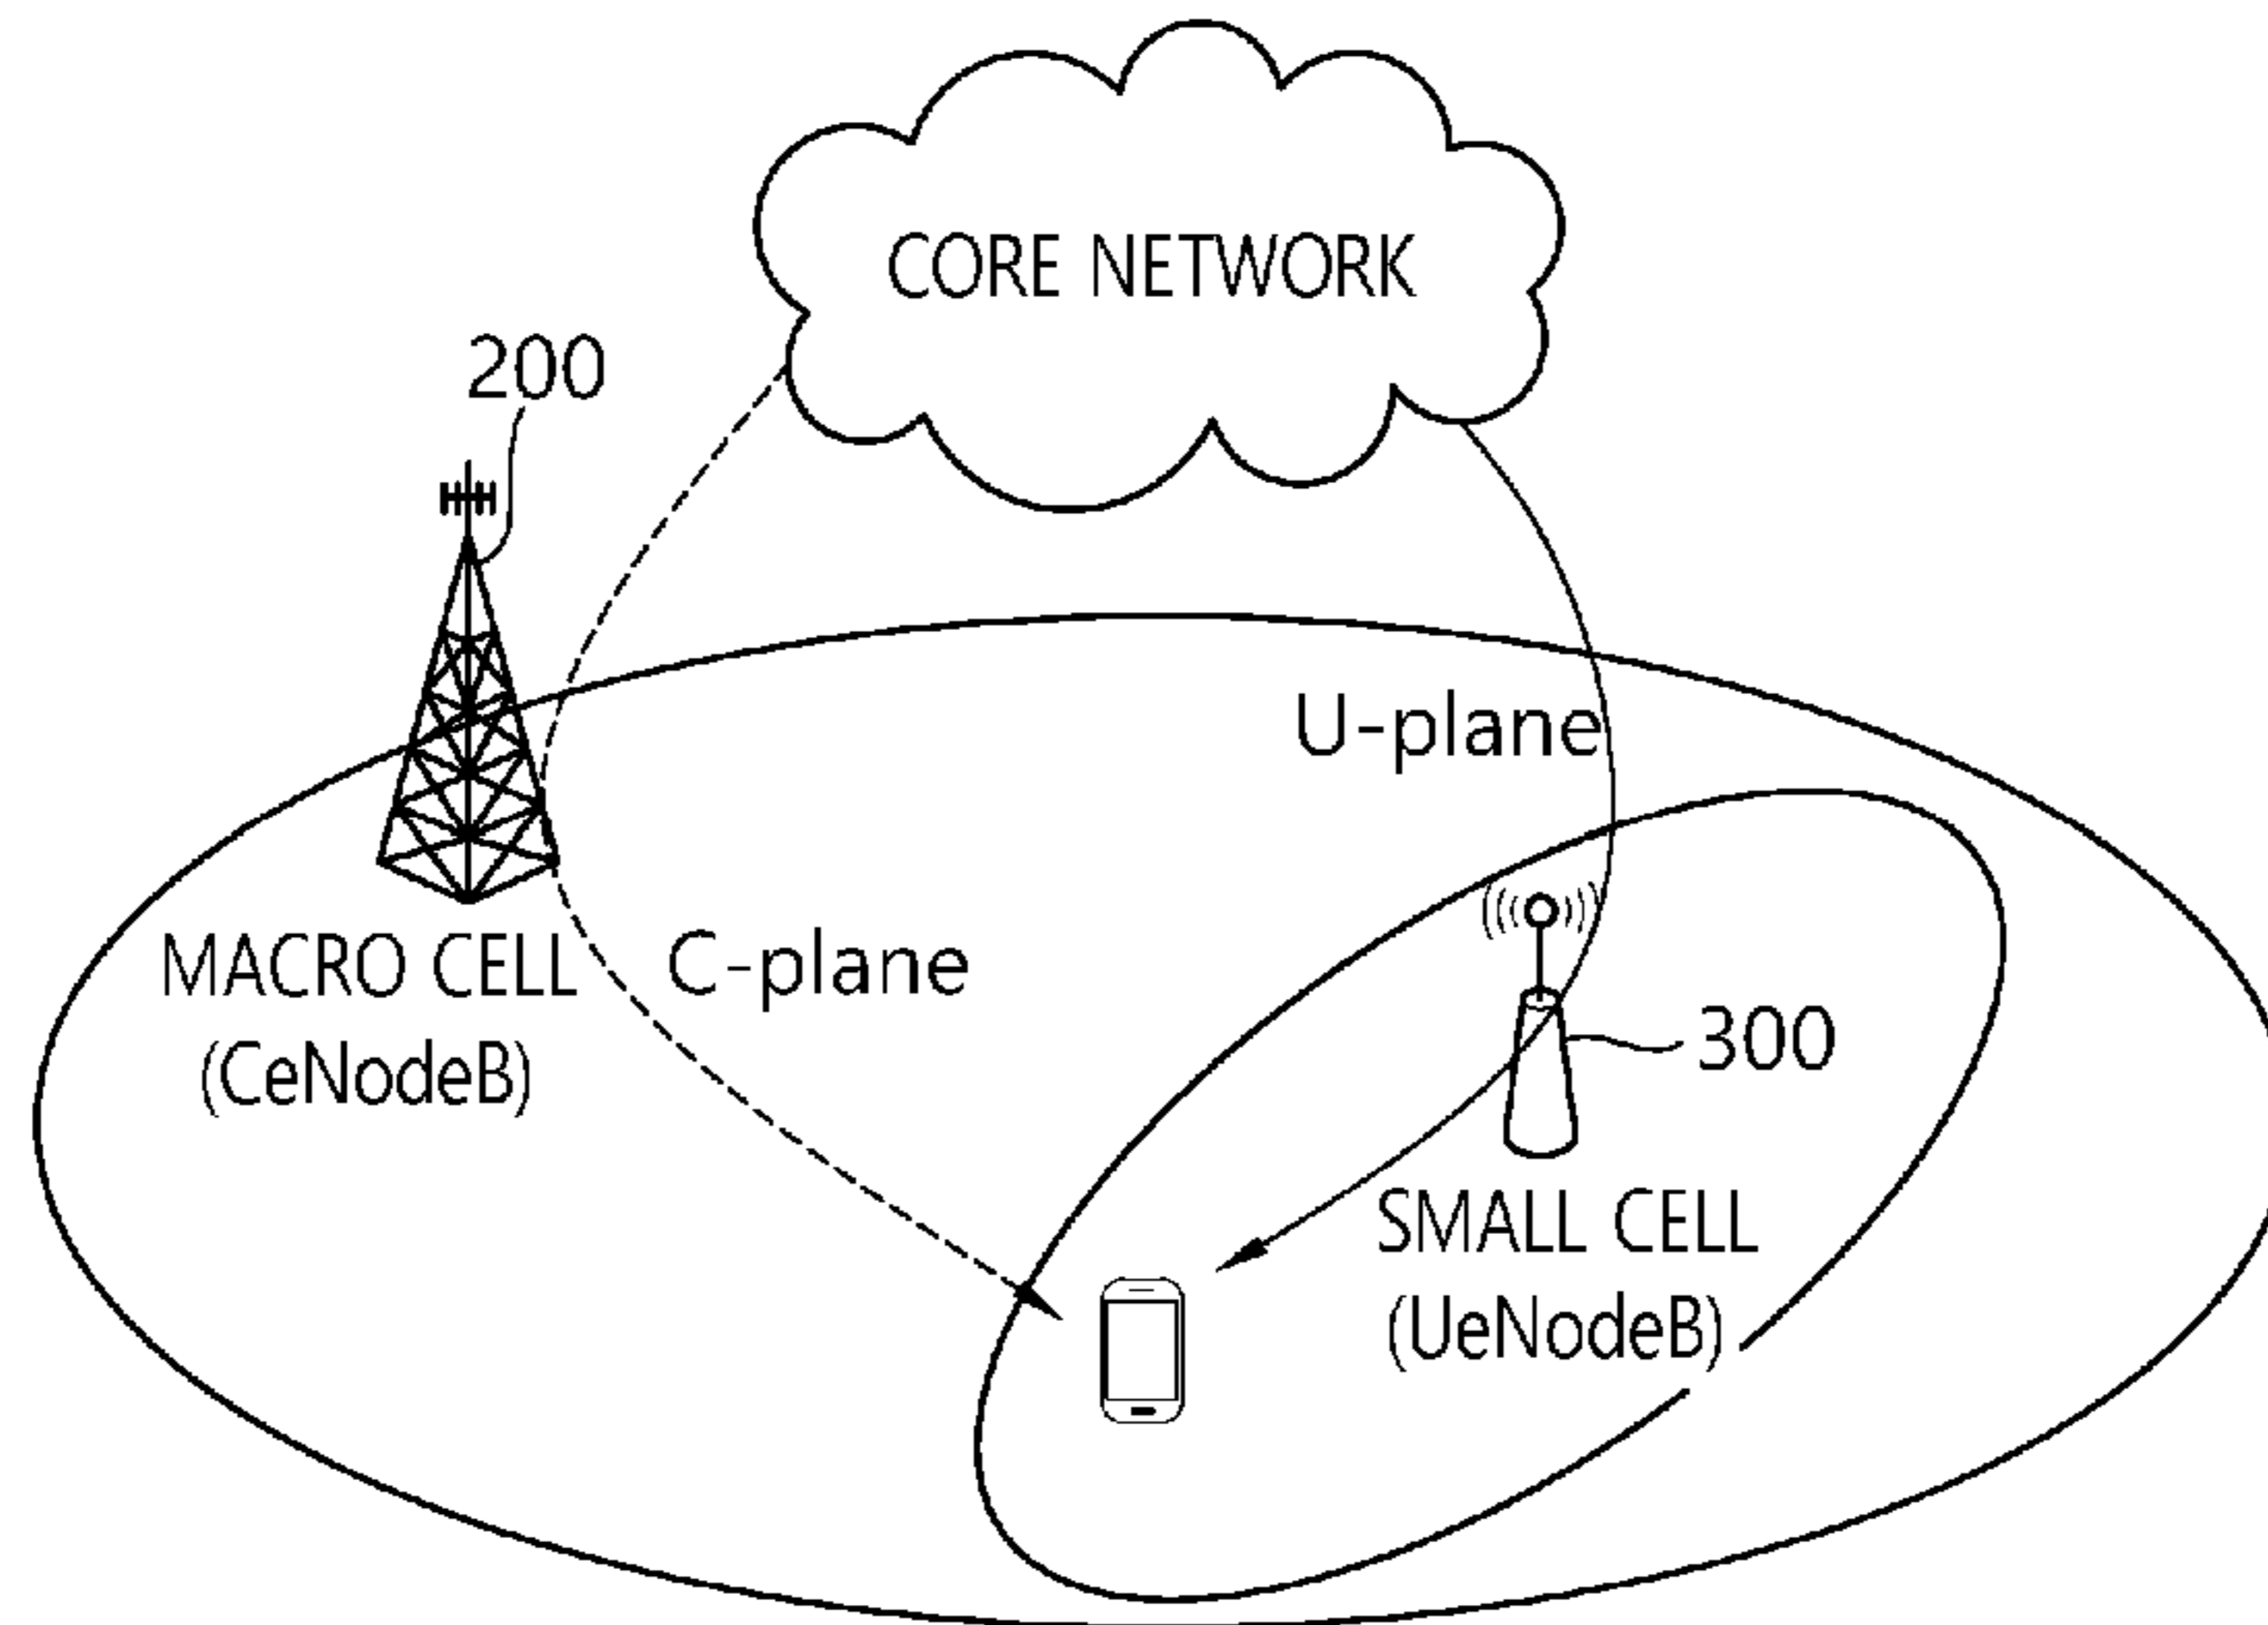 CORE NETWORK
200
U-plane
MACRO CELL
(CeNodeB)
C-plane
300
SMALL CELL
(UeNodeB)